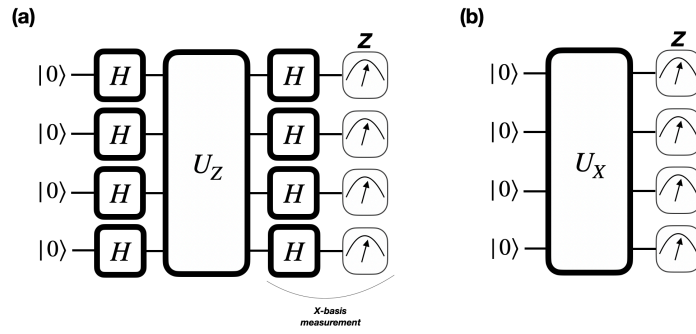 (a) (b)
Z Z
|0⟩ H H |0⟩
|0⟩ H H |0⟩
U_Z U_X
|0⟩ H H |0⟩
|0⟩ H H |0⟩
X-basis
measurement